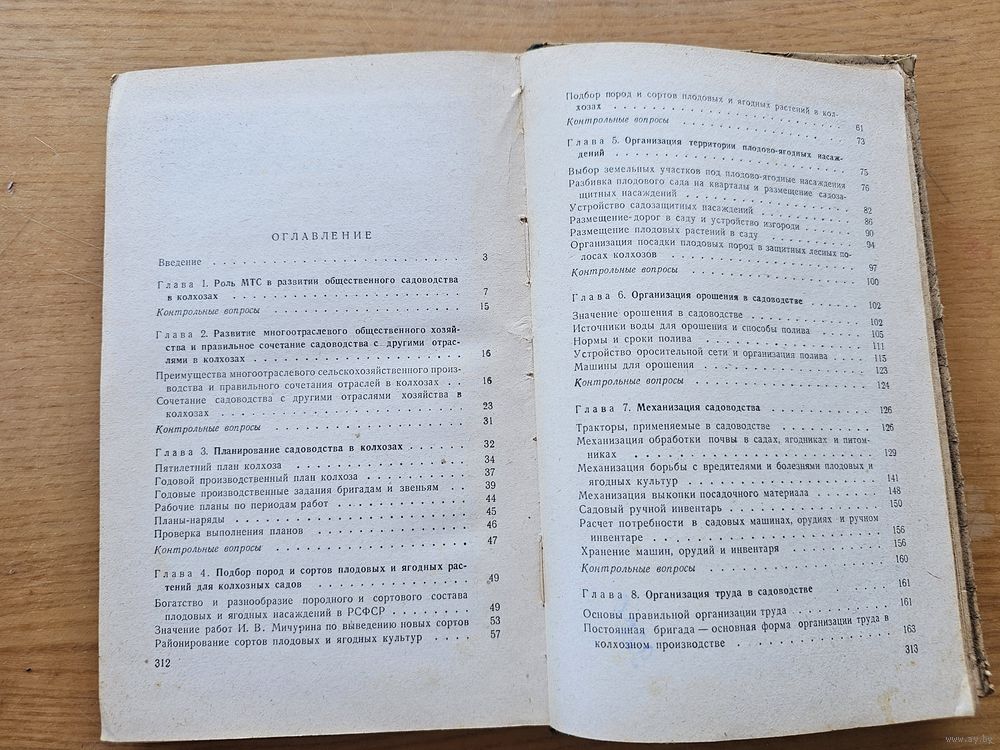 ОГЛАВЛЕНИЕ
Введение . . . . . . . . . . . . . . . . . . . . 3
Глава 1. Роль МТС в развитии общественного садоводства
в колхозах . . . . . . . . . . . . . . . . . . . . 7
Контрольные вопросы . . . . . . . . . . . . . . . . 15
Глава 2. Развитие многоотраслевого общественного хозяй-
ства и правильное сочетание садоводства с другими отрас-
лями в колхозах . . . . . . . . . . . . . . . . . . 16
Преимущества многоотраслевого сельскохозяйственного произ-
водства и правильного сочетания отраслей в колхозах . . 16
Сочетание садоводства с другими отраслями хозяйства в
колхозах . . . . . . . . . . . . . . . . . . . . 23
Контрольные вопросы . . . . . . . . . . . . . . . . 31
Глава 3. Планирование садоводства в колхозах . . . . . 32
Пятилетний план колхоза . . . . . . . . . . . . . . 34
Годовой производственный план колхоза . . . . . . . . 37
Годовые производственные задания бригадам и звеньям . . 39
Рабочие планы по периодам работ . . . . . . . . . . 44
Планы-наряды . . . . . . . . . . . . . . . . . . 45
Проверка выполнения планов . . . . . . . . . . . . 46
Контрольные вопросы . . . . . . . . . . . . . . . . 47
Глава 4. Подбор пород и сортов плодовых и ягодных рас-
тений для колхозных садов . . . . . . . . . . . . . 49
Богатство и разнообразие породного и сортового состава
плодовых и ягодных насаждений в РСФСР . . . . . . . 49
Значение работ И. В. Мичурина по выведению новых сортов 53
Районирование сортов плодовых и ягодных культур . . . . 57
312
Подбор пород и сортов плодовых и ягодных растений в кол-
хозах . . . . . . . . . . . . . . . . . . . . 61
Контрольные вопросы . . . . . . . . . . . . . . . . 73
Глава 5. Организация территории плодово-ягодных насаж-
дений . . . . . . . . . . . . . . . . . . . . 75
Выбор земельных участков под плодово-ягодные насаждения 76
Разбивка плодового сада на кварталы и размещение садоза-
щитных насаждений . . . . . . . . . . . . . . . . 82
Устройство садозащитных насаждений . . . . . . . . . 86
Размещение-дорог в саду и устройство изгороди . . . . . 90
Размещение плодовых растений в саду . . . . . . . . . 94
Организация посадки плодовых пород в защитных лесных по-
лосах колхозов . . . . . . . . . . . . . . . . . . 97
Контрольные вопросы . . . . . . . . . . . . . . . . 100
Глава 6. Организация орошения в садоводстве . . . . . 102
Значение орошения в садоводстве . . . . . . . . . . 102
Источники воды для орошения и способы полива . . . . 105
Нормы и сроки полива . . . . . . . . . . . . . . . 111
Устройство оросительной сети и организация полива . . . 115
Машины для орошения . . . . . . . . . . . . . . . 123
Контрольные вопросы . . . . . . . . . . . . . . . . 124
Глава 7. Механизация садоводства . . . . . . . . . . 126
Тракторы, применяемые в садоводстве . . . . . . . . . 126
Механизация обработки почвы в садах, ягодниках и питом-
никах . . . . . . . . . . . . . . . . . . . . 129
Механизация борьбы с вредителями и болезнями плодовых и
ягодных культур . . . . . . . . . . . . . . . . . 141
Механизация выкопки посадочного материала . . . . . . 148
Садовый ручной инвентарь . . . . . . . . . . . . . 150
Расчет потребности в садовых машинах, орудиях и ручном
инвентаре . . . . . . . . . . . . . . . . . . . 156
Хранение машин, орудий и инвентаря . . . . . . . . . 156
Контрольные вопросы . . . . . . . . . . . . . . . . 160
Глава 8. Организация труда в садоводстве . . . . . . 161
Основы правильной организации труда . . . . . . . . . 161
Постоянная бригада — основная форма организации труда в
колхозном производстве . . . . . . . . . . . . . . 163
313
www.ay.by